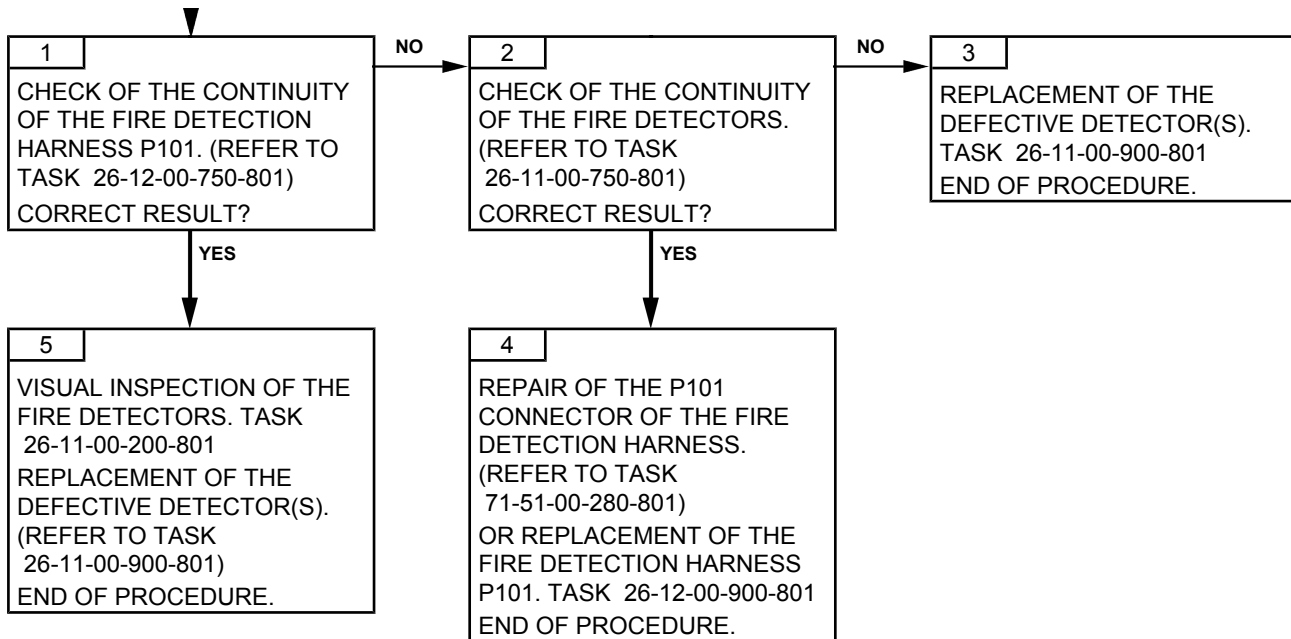 1
CHECK OF THE CONTINUITY
OF THE FIRE DETECTION
HARNESS P101. (REFER TO
TASK 26-12-00-750-801)
CORRECT RESULT?
NO
YES
2
CHECK OF THE CONTINUITY
OF THE FIRE DETECTORS.
(REFER TO TASK
26-11-00-750-801)
CORRECT RESULT?
NO
YES
3
REPLACEMENT OF THE
DEFECTIVE DETECTOR(S).
TASK 26-11-00-900-801
END OF PROCEDURE.
5
VISUAL INSPECTION OF THE
FIRE DETECTORS. TASK
26-11-00-200-801
REPLACEMENT OF THE
DEFECTIVE DETECTOR(S).
(REFER TO TASK
26-11-00-900-801)
END OF PROCEDURE.
4
REPAIR OF THE P101
CONNECTOR OF THE FIRE
DETECTION HARNESS.
(REFER TO TASK
71-51-00-280-801)
OR REPLACEMENT OF THE
FIRE DETECTION HARNESS
P101. TASK 26-12-00-900-801
END OF PROCEDURE.